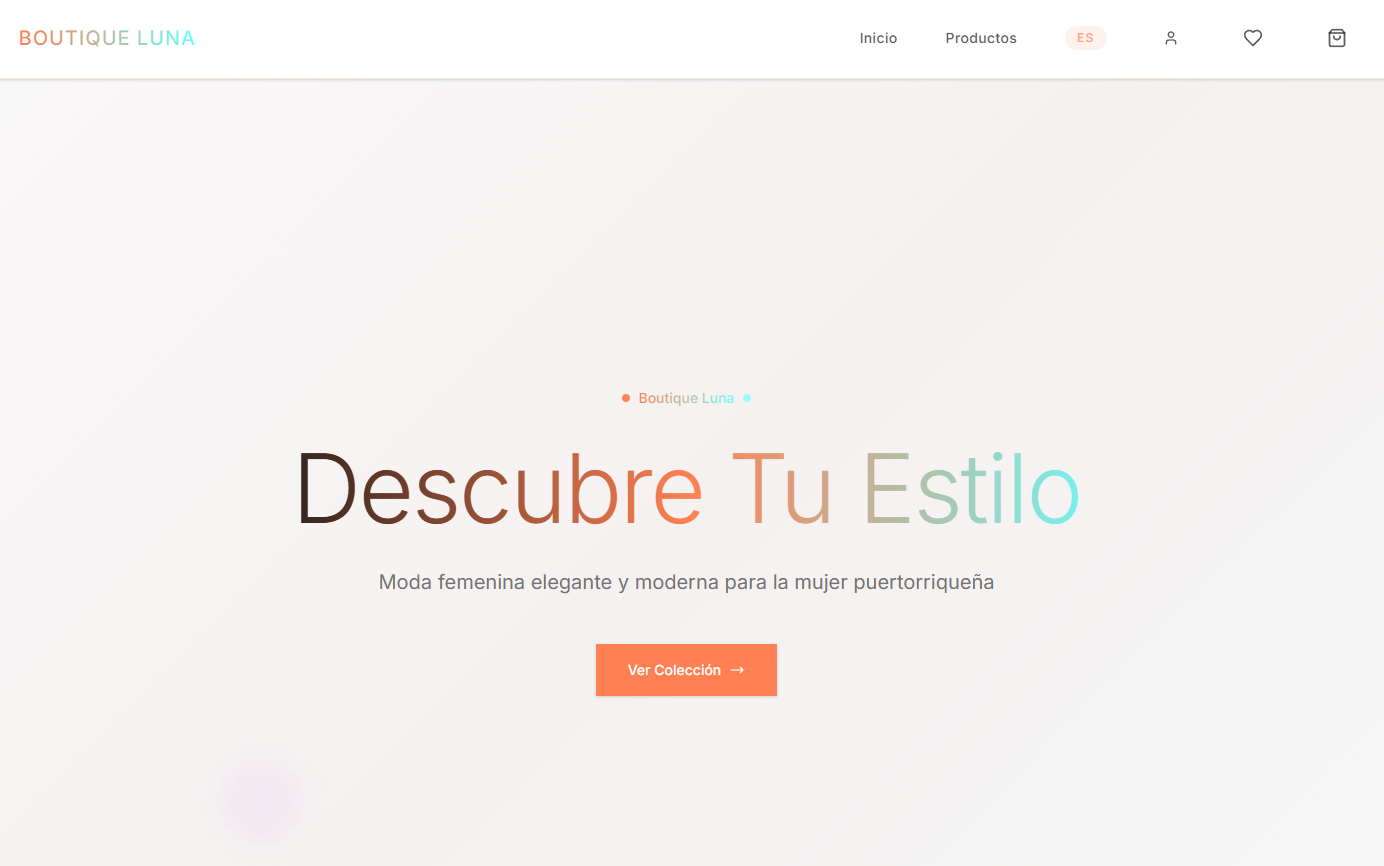 BOUTIQUE LUNA
Inicio
Productos
ES
Boutique Luna
Descubre Tu Estilo
Moda femenina elegante y moderna para la mujer puertorriqueña
Ver Colección →